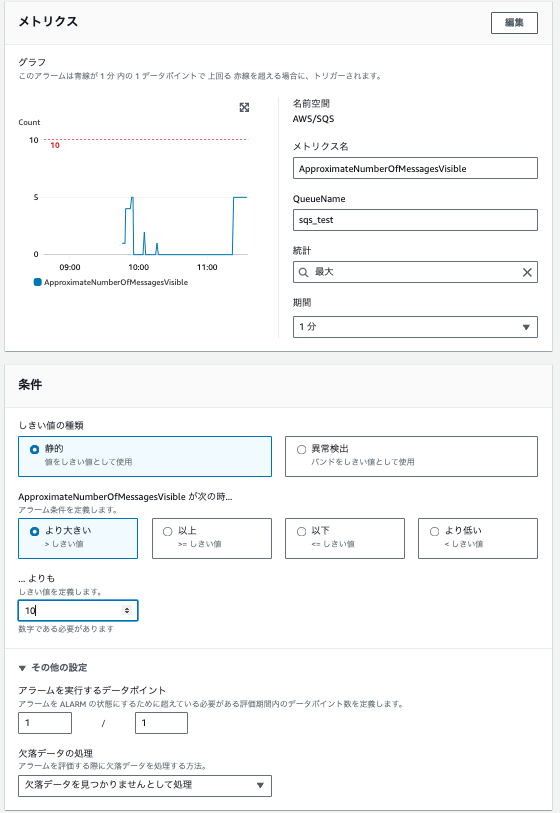 メトリクス
編集
グラフ
このアラームは青線が 1 分 内の 1 データポイントで 上回る 赤線を超える場合に、トリガーされます。
Count
10
10
5
0
09:00 10:00 11:00
ApproximateNumberOfMessagesVisible
名前空間
AWS/SQS
メトリクス名
ApproximateNumberOfMessagesVisible
QueueName
sqs_test
統計
最大
期間
1 分
条件
しきい値の種類
静的
値をしきい値として使用
異常検出
バンドをしきい値として使用
ApproximateNumberOfMessagesVisible が次の時...
アラーム条件を定義します。
より大きい
> しきい値
以上
>= しきい値
以下
<= しきい値
より低い
< しきい値
... よりも
しきい値を定義します。
10
数字である必要があります
その他の設定
アラームを実行するデータポイント
アラームを ALARM の状態にするために超えている必要がある評価期間内のデータポイント数を定義します。
1 / 1
欠落データの処理
アラームを評価する際に欠落データを処理する方法。
欠落データを見つかりませんとして処理